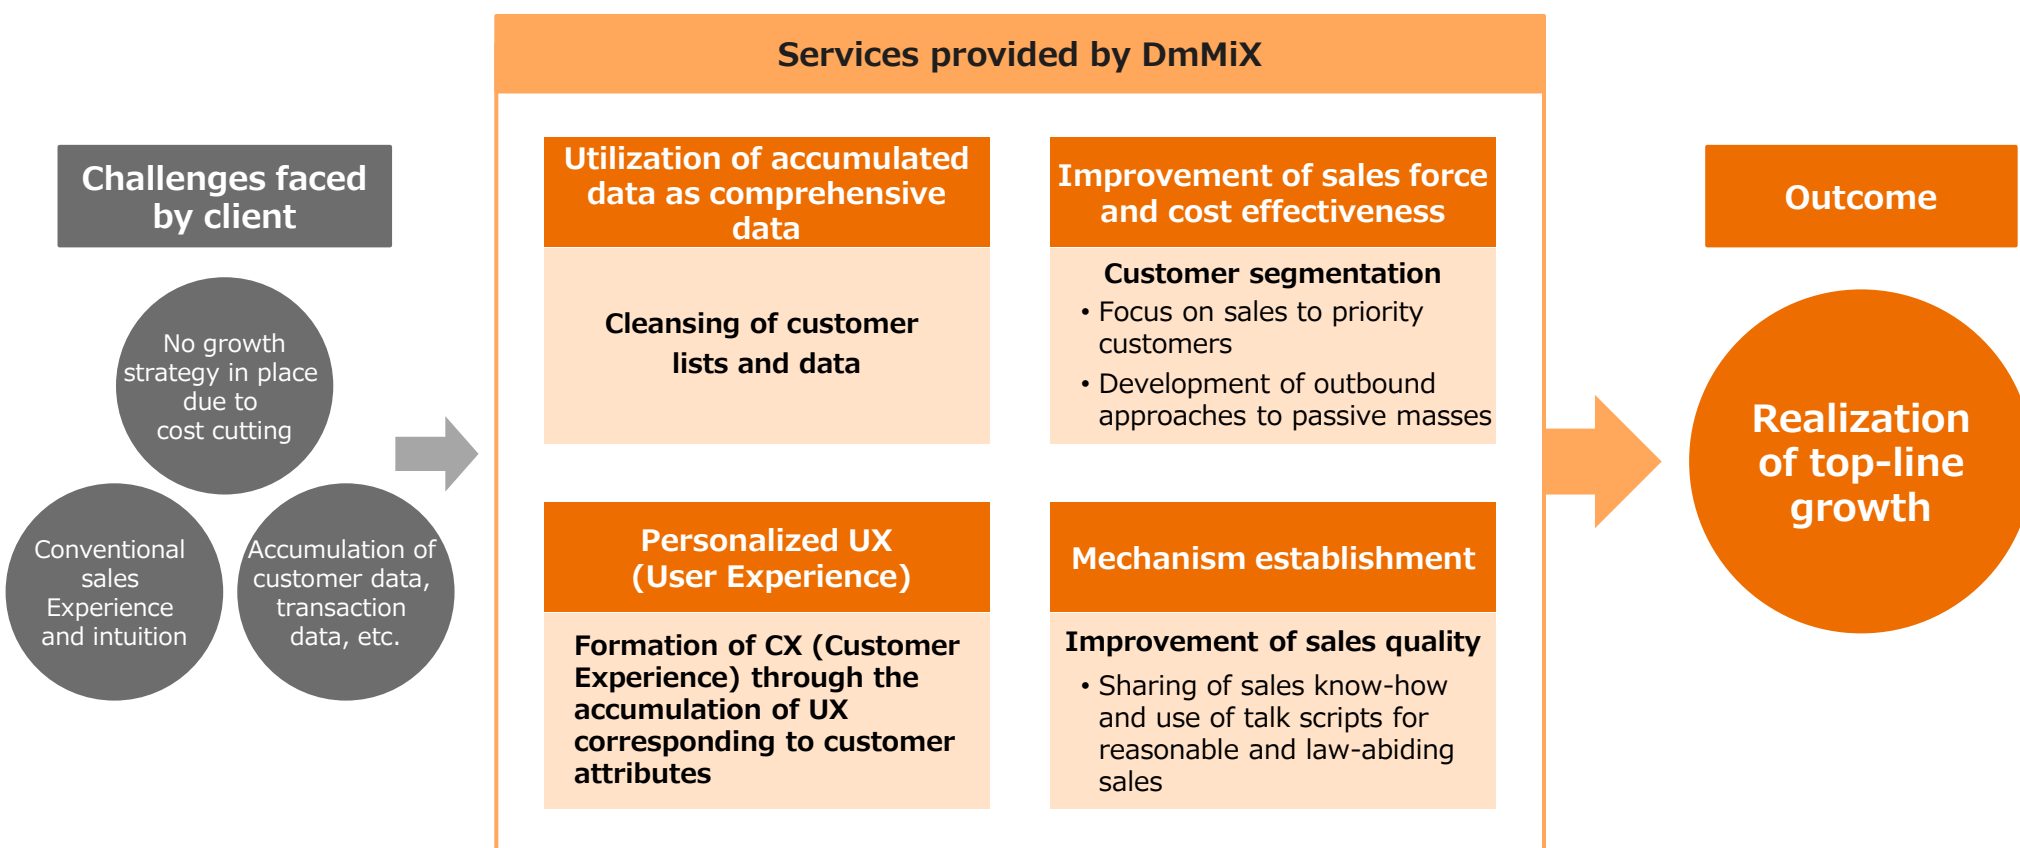 Services provided by DmMiX
Challenges faced
by client
No growth
strategy in place
due to
cost cutting
Conventional
sales
Experience
and intuition
Accumulation of
customer data,
transaction
data, etc.
Utilization of accumulated
data as comprehensive
data
Cleansing of customer
lists and data
Improvement of sales force
and cost effectiveness
Customer segmentation
• Focus on sales to priority
customers
• Development of outbound
approaches to passive masses
Personalized UX
(User Experience)
Formation of CX (Customer
Experience) through the
accumulation of UX
corresponding to customer
attributes
Mechanism establishment
Improvement of sales quality
• Sharing of sales know-how
and use of talk scripts for
reasonable and law-abiding
sales
Outcome
Realization
of top-line
growth